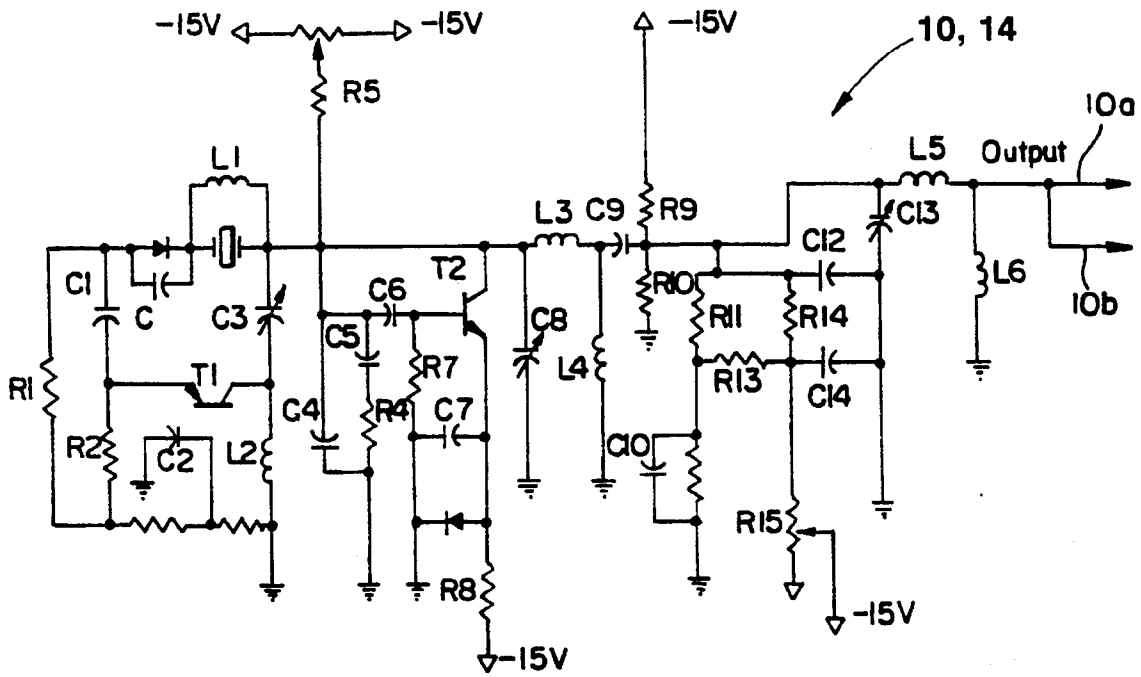 -15V
-15V
-15V
10, 14
R5
10a
L1
L5
Output
C13
L3
C9
R9
C12
T2
C1
C
C3
C6
R10
L6
10b
C5
C8
R11
R14
R1
T1
R7
L4
R13
C14
C4
R4
C7
R2
C2
L2
C10
R15
R8
-15V
-15V